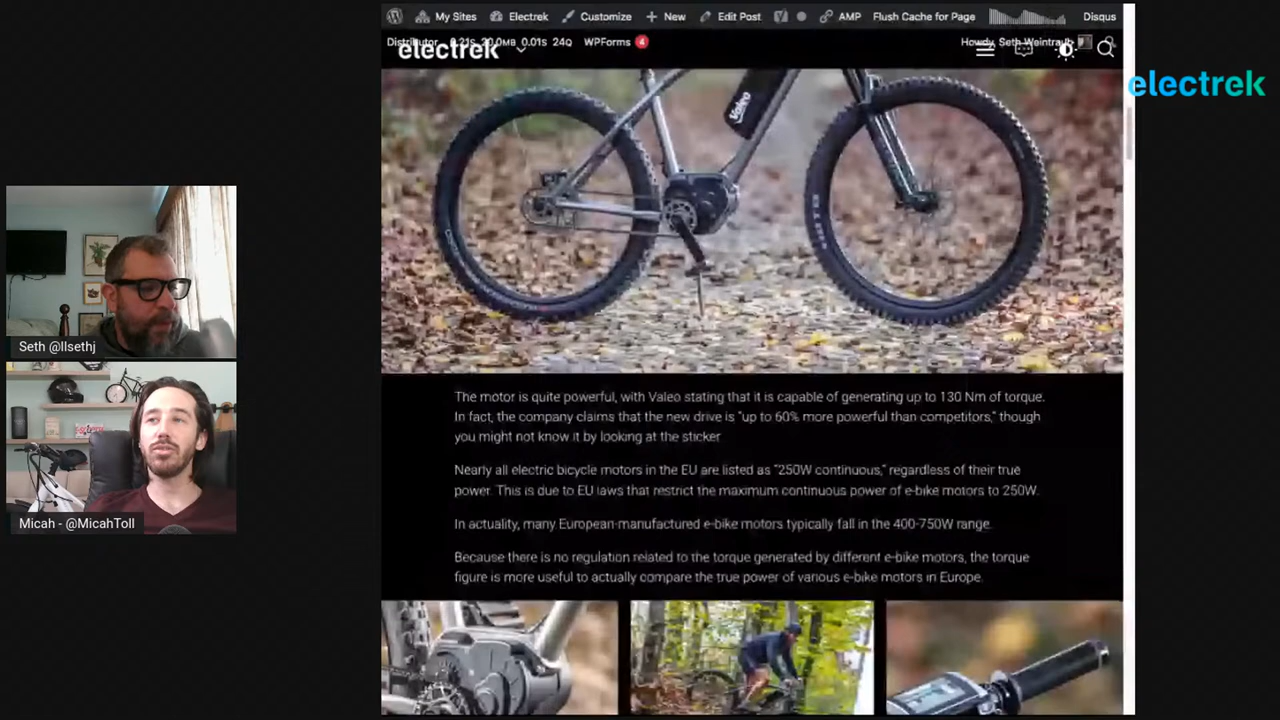 My Sites Electrek Customize New Edit Post AMP Flush Cache for Page Disqus
Distributor 0.21S 0.01S 24Q WPForms 4 Howdy, Seth Weintraub
electrek
electrek
Valeo
Seth @llsethj
Micah - @MicahToll
The motor is quite powerful, with Valeo stating that it is capable of generating up to 130 Nm of torque.
In fact, the company claims that the new drive is "up to 60% more powerful than competitors," though
you might not know it by looking at the sticker
Nearly all electric bicycle motors in the EU are listed as "250W continuous," regardless of their true
power. This is due to EU laws that restrict the maximum continuous power of e-bike motors to 250W.
In actuality, many European-manufactured e-bike motors typically fall in the 400-750W range.
Because there is no regulation related to the torque generated by different e-bike motors, the torque
figure is more useful to actually compare the true power of various e-bike motors in Europe.